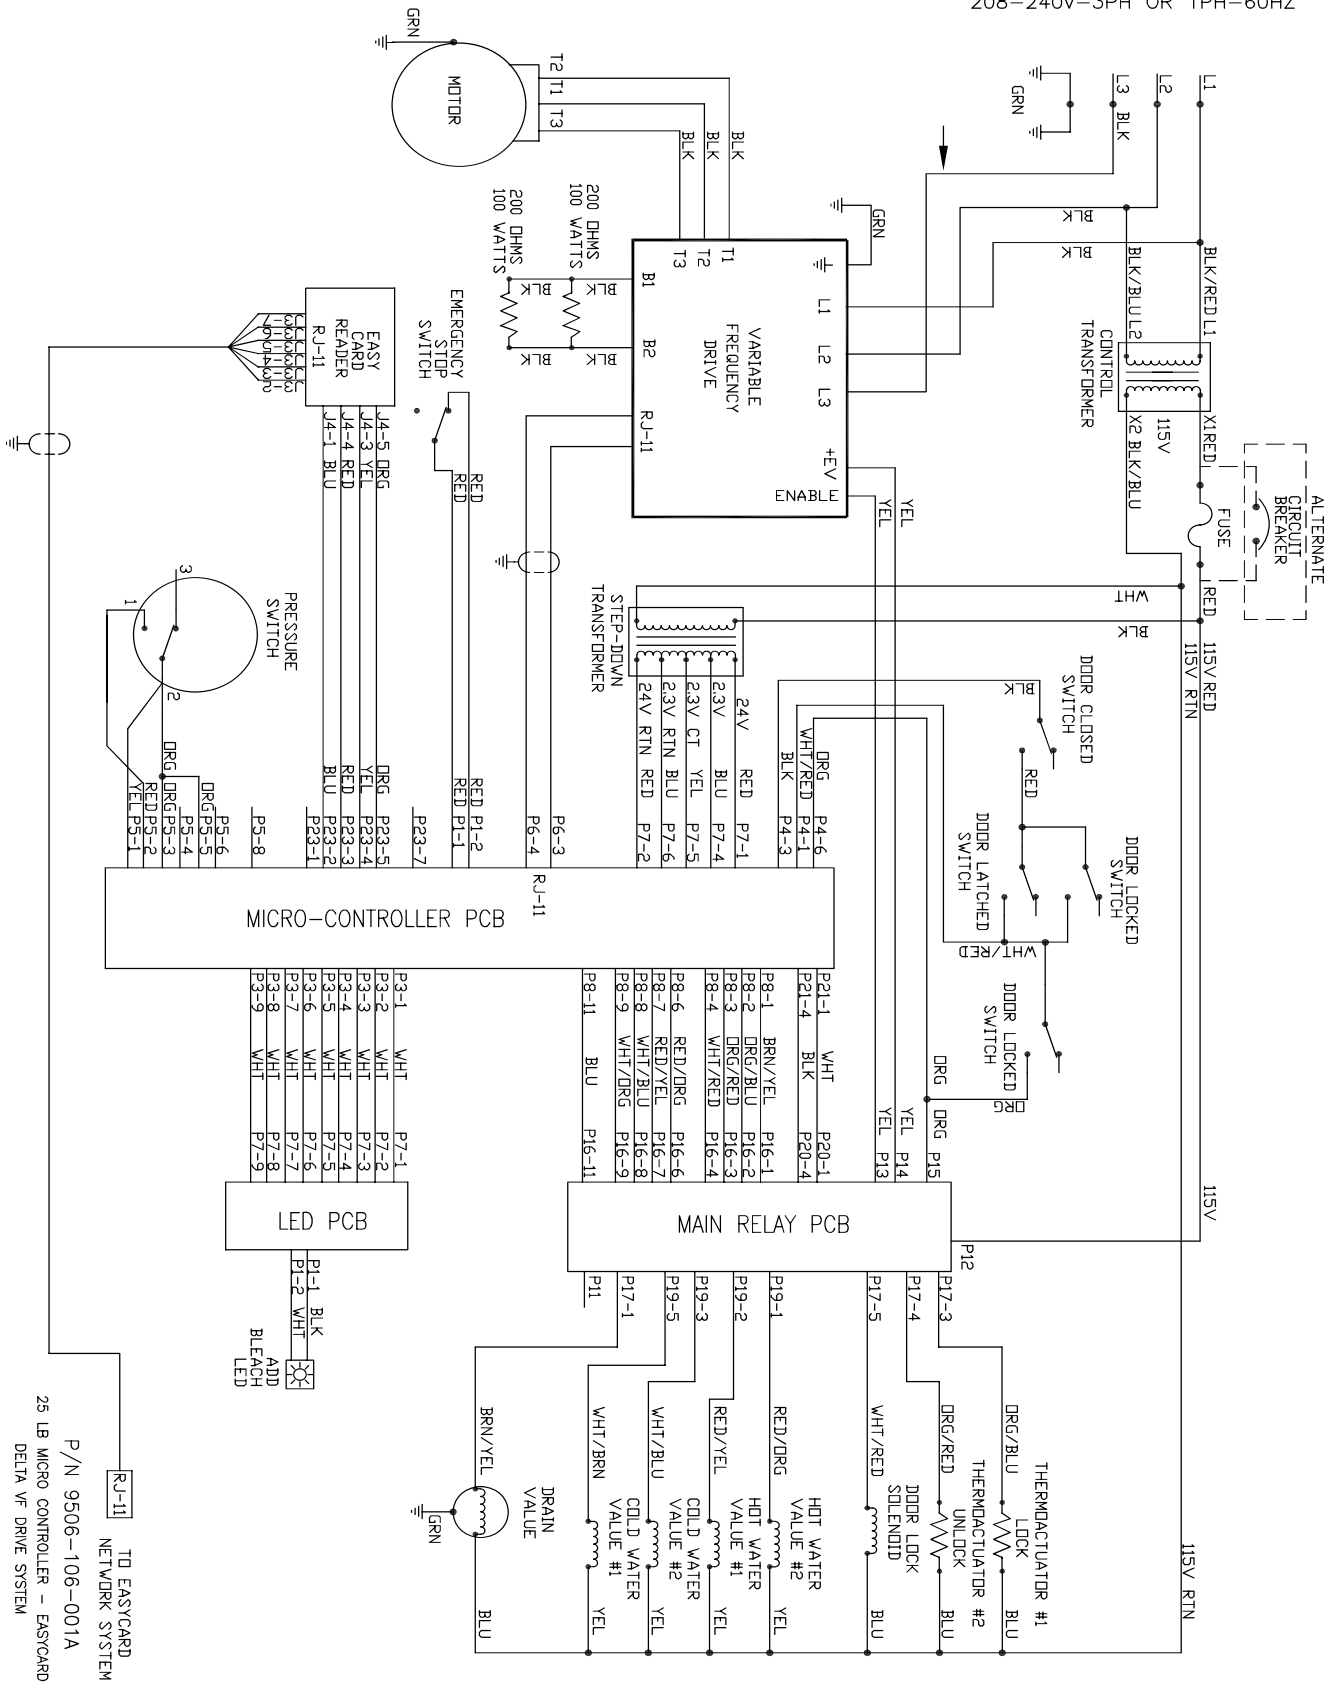 208-240V-3PH OR 1PH-60HZ
L1
L2
L3 BLK
GRN
GRN
MOTOR
T2
T1
T3
BLK
BLK
BLK
GRN
BLK
BLK
BLK/RED L1
BLK/BLU L2
CONTROL
TRANSFORMER
X1 RED
115V
X2 BLK/BLU
ALTERNATE
CIRCUIT
BREAKER
FUSE
RED
115V RED
115V RTN
WHT
BLK
200 OHMS
100 WATTS
200 OHMS
100 WATTS
BLK
BLK
BLK
BLK
T1
T2
T3
B1
B2
RJ-11
VARIABLE
FREQUENCY
DRIVE
L1
L2
L3
+EV
ENABLE
YEL
YEL
EMERGENCY
STOP
SWITCH
RED
RED
EASY
CARD
READER
RJ-11
J4-5 ORG
J4-3 YEL
J4-4 RED
J4-1 BLU
PRESSURE
SWITCH
3
1
2
ORG
STEP-DOWN
TRANSFORMER
24V
2.3V
2.3V CT
2.3V RTN
24V RTN
RED
BLU
YEL
BLU
RED
P7-1
P7-4
P7-5
P7-6
P7-2
DOOR CLOSED
SWITCH
BLK
RED
DOOR LATCHED
SWITCH
DOOR LOCKED
SWITCH
WHT/RED
DOOR LOCKED
SWITCH
ORG
ORG
ORG
ORG P4-6
WHT/RED P4-1
BLK P4-3
P6-3
P6-4
RJ-11
RED P1-2
RED P1-1
P23-7
ORG P23-5
YEL P23-4
RED P23-3
BLU P23-2
P23-1
P5-8
P5-6
ORG P5-5
P5-4
ORG P5-3
RED P5-2
YEL P5-1
MICRO-CONTROLLER PCB
P21-1 WHT P20-1
P21-4 BLK P20-4
P8-1 BRN/YEL P16-1
P8-2 ORG/BLU P16-2
P8-3 ORG/RED P16-3
P8-4 WHT/RED P16-4
P8-6 RED/ORG P16-6
P8-7 RED/YEL P16-7
P8-8 WHT/BLU P16-8
P8-9 WHT/ORG P16-9
P8-11 BLU P16-11
P3-1 WHT P7-1
P3-2 WHT P7-2
P3-3 WHT P7-3
P3-4 WHT P7-4
P3-5 WHT P7-5
P3-6 WHT P7-6
P3-7 WHT P7-7
P3-8 WHT P7-8
P3-9 WHT P7-9
P15
YEL P14
YEL P13
115V
P12
MAIN RELAY PCB
LED PCB
P1-1 BLK
P1-2 WHT
ADD
BLEACH
LED
P17-3
P17-4
P17-5
P19-1
P19-2
P19-3
P19-5
P17-1
P11
ORG/BLU
THERMOACTUATOR #1
LOCK
BLU
ORG/RED
THERMOACTUATOR #2
UNLOCK
BLU
WHT/RED
DOOR LOCK
SOLENOID
BLU
RED/ORG
HOT WATER
VALUE #2
YEL
RED/YEL
HOT WATER
VALUE #1
YEL
WHT/BLU
COLD WATER
VALUE #2
YEL
WHT/BRN
COLD WATER
VALUE #1
YEL
BRN/YEL
DRAIN
VALUE
GRN
BLU
115V RTN
RJ-11
TO EASYCARD
NETWORK SYSTEM
P/N 9506-106-001A
25 LB MICRO CONTROLLER - EASYCARD
DELTA VF DRIVE SYSTEM